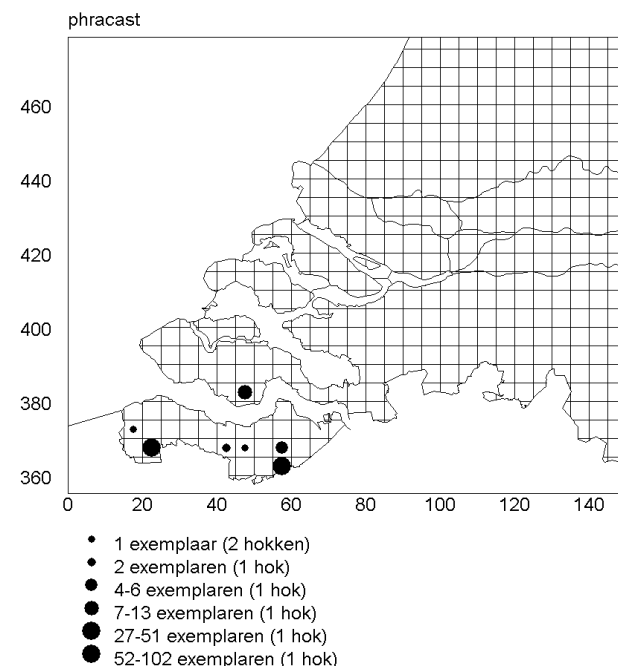 phracast
460
440
420
400
380
360
0 20 40 60 80 100 120 140
1 exemplaar (2 hokken)
2 exemplaren (1 hok)
4-6 exemplaren (1 hok)
7-13 exemplaren (1 hok)
27-51 exemplaren (1 hok)
52-102 exemplaren (1 hok)